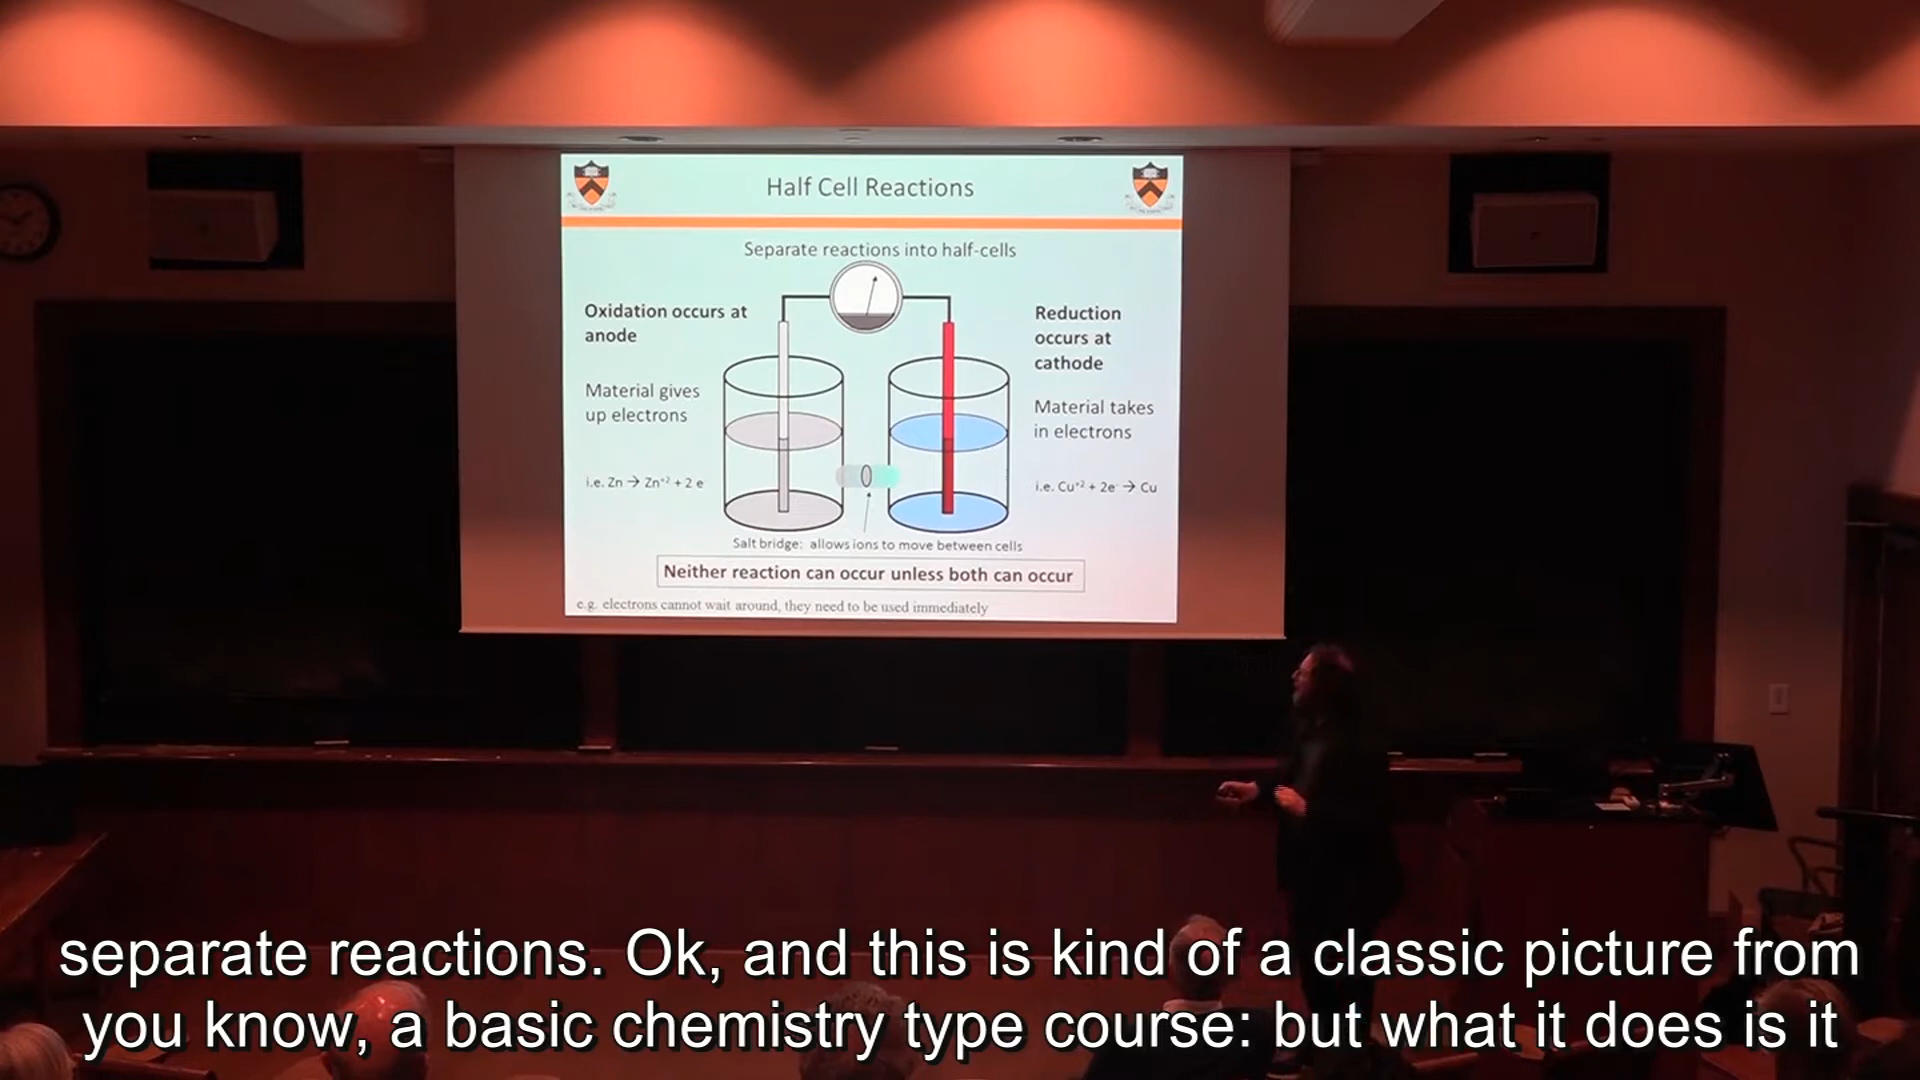 Half Cell Reactions
Separate reactions into half-cells
Oxidation occurs at
anode
Material gives
up electrons
i.e. Zn → Zn⁺² + 2 e
Reduction
occurs at
cathode
Material takes
in electrons
i.e. Cu⁺² + 2e⁻ → Cu
Salt bridge: allows ions to move between cells
Neither reaction can occur unless both can occur
e.g. electrons cannot wait around, they need to be used immediately
separate reactions. Ok, and this is kind of a classic picture from
you know, a basic chemistry type course: but what it does is it